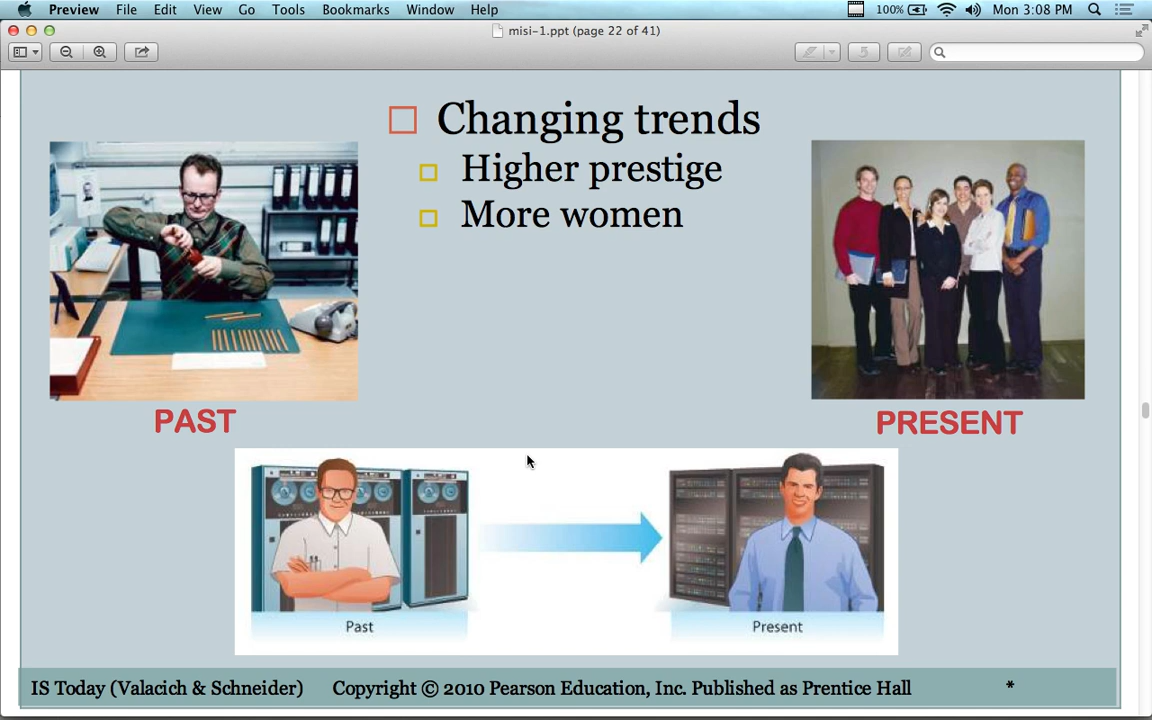 Preview File Edit View Go Tools Bookmarks Window Help 100% Mon 3:08 PM
misi-1.ppt (page 22 of 41)
Changing trends
Higher prestige
More women
PAST
PRESENT
Past
Present
IS Today (Valacich & Schneider) Copyright © 2010 Pearson Education, Inc. Published as Prentice Hall *